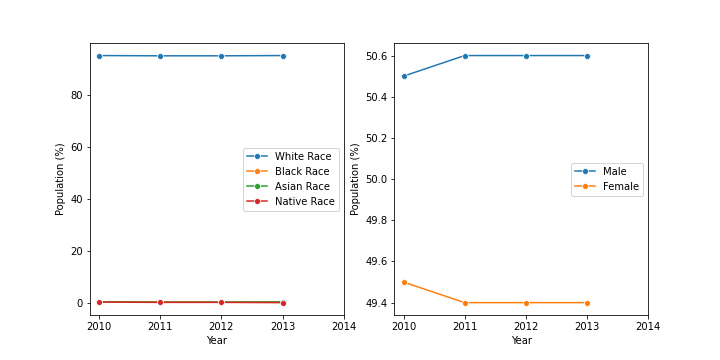 Population (%)
80
60
40
20
0
2010 2011 2012 2013 2014
Year
White Race
Black Race
Asian Race
Native Race
Population (%)
50.6
50.4
50.2
50.0
49.8
49.6
49.4
2010 2011 2012 2013 2014
Year
Male
Female